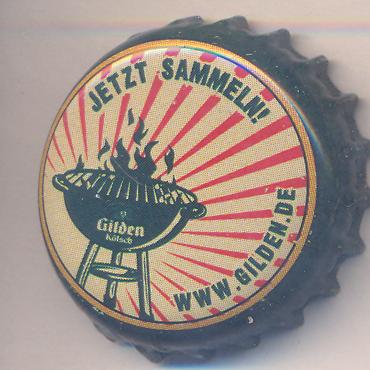 JETZT SAMMELN!
Gilden
Kölsch
WWW.GILDEN.DE